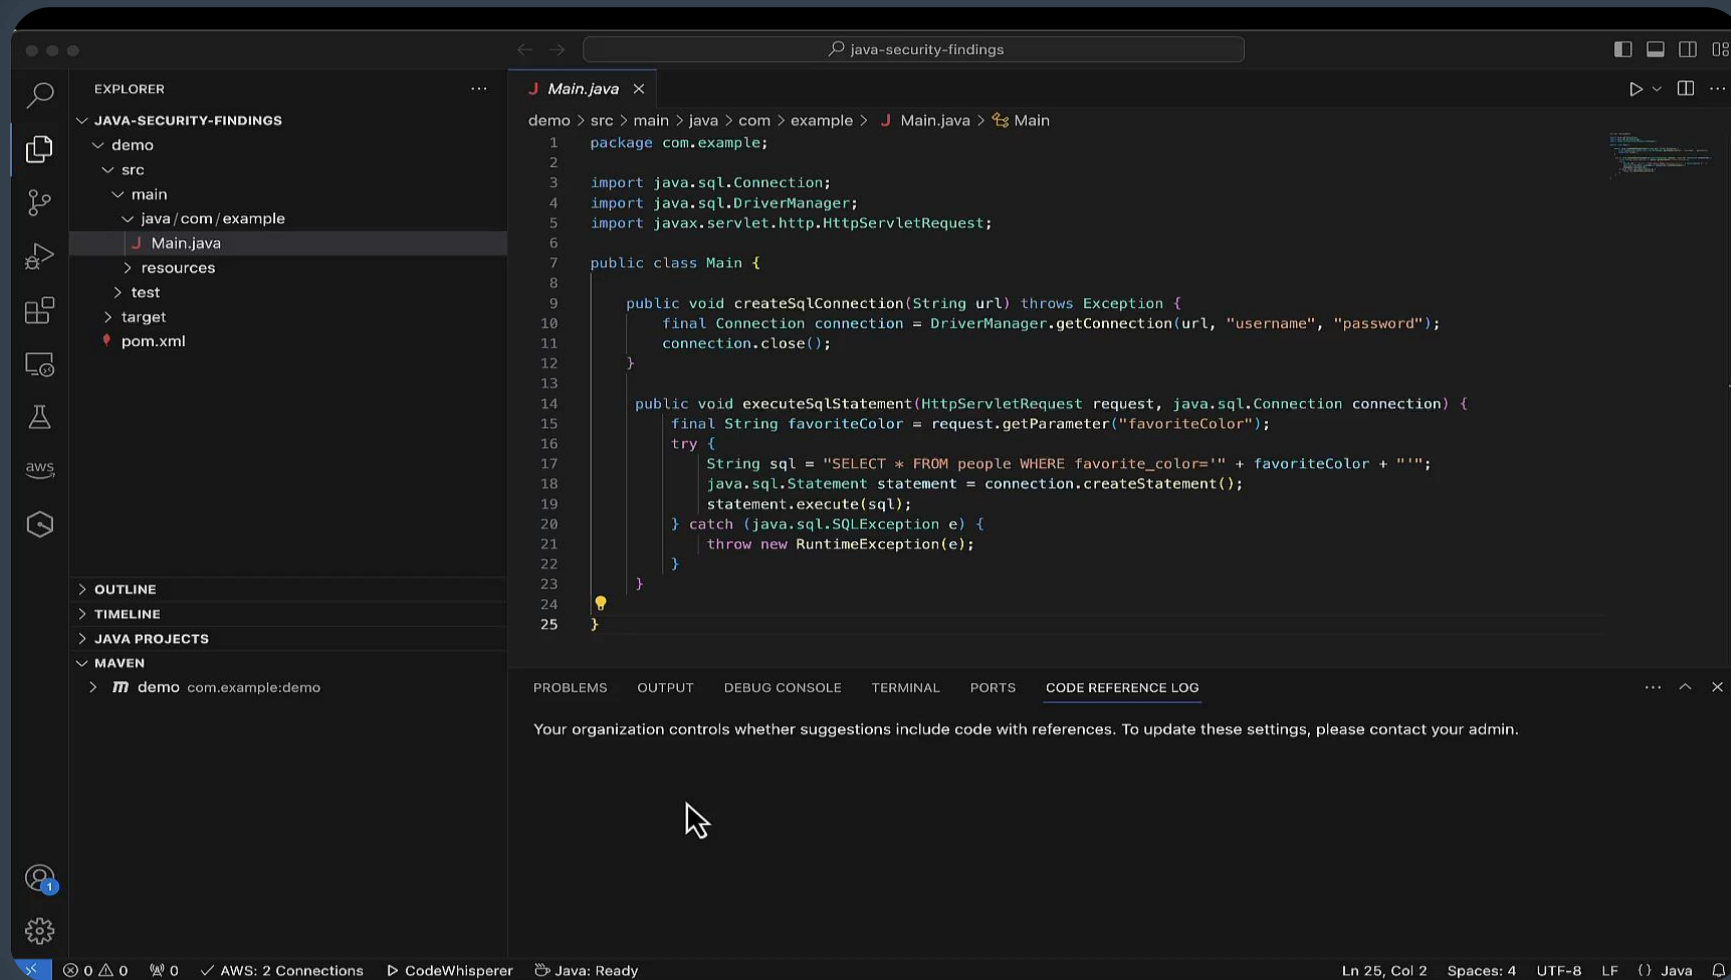 java-security-findings
EXPLORER
JAVA-SECURITY-FINDINGS
demo
src
main
java/com/example
Main.java
resources
test
target
pom.xml
aws
OUTLINE
TIMELINE
JAVA PROJECTS
MAVEN
demo com.example:demo
1
Main.java
demo > src > main > java > com > example > Main.java > Main
1 package com.example;
2
3 import java.sql.Connection;
4 import java.sql.DriverManager;
5 import javax.servlet.http.HttpServletRequest;
6
7 public class Main {
8
9 public void createSqlConnection(String url) throws Exception {
10 final Connection connection = DriverManager.getConnection(url, "username", "password");
11 connection.close();
12 }
13
14 public void executeSqlStatement(HttpServletRequest request, java.sql.Connection connection) {
15 final String favoriteColor = request.getParameter("favoriteColor");
16 try {
17 String sql = "SELECT * FROM people WHERE favorite_color='" + favoriteColor + "'";
18 java.sql.Statement statement = connection.createStatement();
19 statement.execute(sql);
20 } catch (java.sql.SQLException e) {
21 throw new RuntimeException(e);
22 }
23 }
24
25 }
PROBLEMS OUTPUT DEBUG CONSOLE TERMINAL PORTS CODE REFERENCE LOG
Your organization controls whether suggestions include code with references. To update these settings, please contact your admin.
0 0 0 AWS: 2 Connections CodeWhisperer Java: Ready Ln 25, Col 2 Spaces: 4 UTF-8 LF {} Java